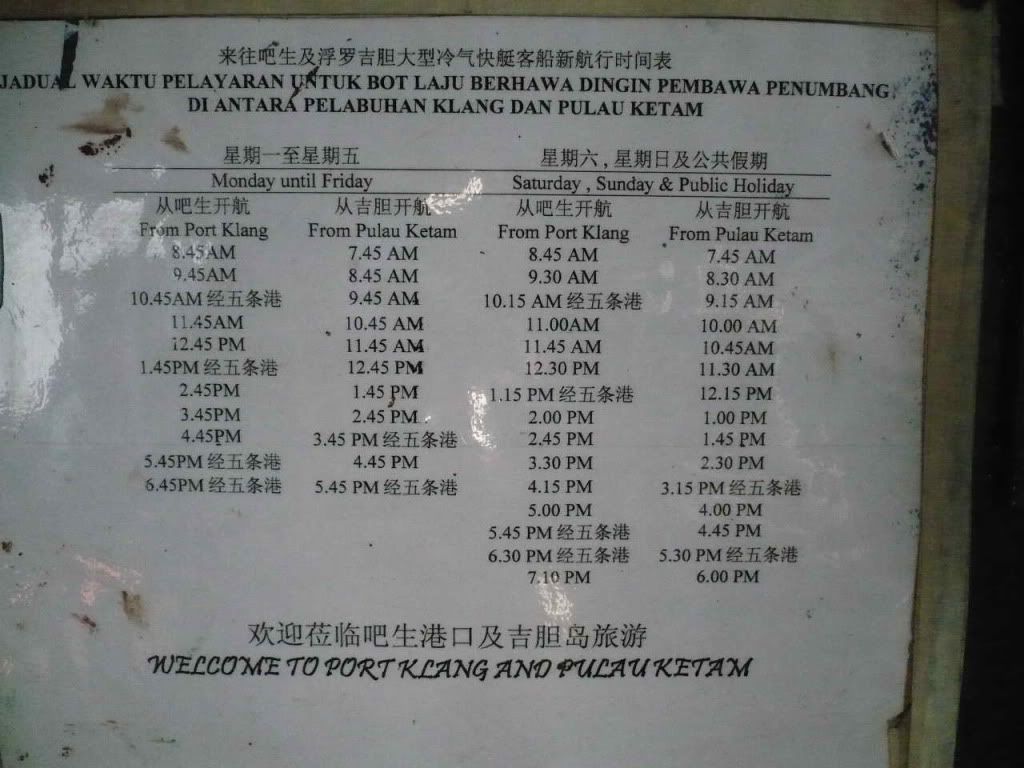 来往吧生及浮罗吉胆大型冷气快艇客船新航行时间表
JADUAL WAKTU PELAYARAN UNTUK BOT LAJU BERHAWA DINGIN PEMBAWA PENUMBANG
DI ANTARA PELABUHAN KLANG DAN PULAU KETAM
星期一至星期五 星期六 , 星期日及公共假期
Monday until Friday Saturday , Sunday & Public Holiday
从吧生开航 从吉胆开航 从吧生开航 从吉胆开航
From Port Klang From Pulau Ketam From Port Klang From Pulau Ketam
8.45AM 7.45 AM 8.45 AM 7.45 AM
9.45AM 8.45 AM 9.30 AM 8.30 AM
10.45AM 经五条港 9.45 AM 10.15 AM 经五条港 9.15 AM
11.45AM 10.45 AM 11.00AM 10.00 AM
12.45 PM 11.45 AM 11.45 AM 10.45AM
1.45PM 经五条港 12.45 PM 12.30 PM 11.30 AM
2.45PM 1.45 PM 1.15 PM 经五条港 12.15 PM
3.45PM 2.45 PM 2.00 PM 1.00 PM
4.45PM 3.45 PM 经五条港 2.45 PM 1.45 PM
5.45PM 经五条港 4.45 PM 3.30 PM 2.30 PM
6.45PM 经五条港 5.45 PM 经五条港 4.15 PM 3.15 PM 经五条港
5.00 PM 4.00 PM
5.45 PM 经五条港 4.45 PM
6.30 PM 经五条港 5.30 PM 经五条港
7.10 PM 6.00 PM
欢迎莅临吧生港口及吉胆岛旅游
WELCOME TO PORT KLANG AND PULAU KETAM